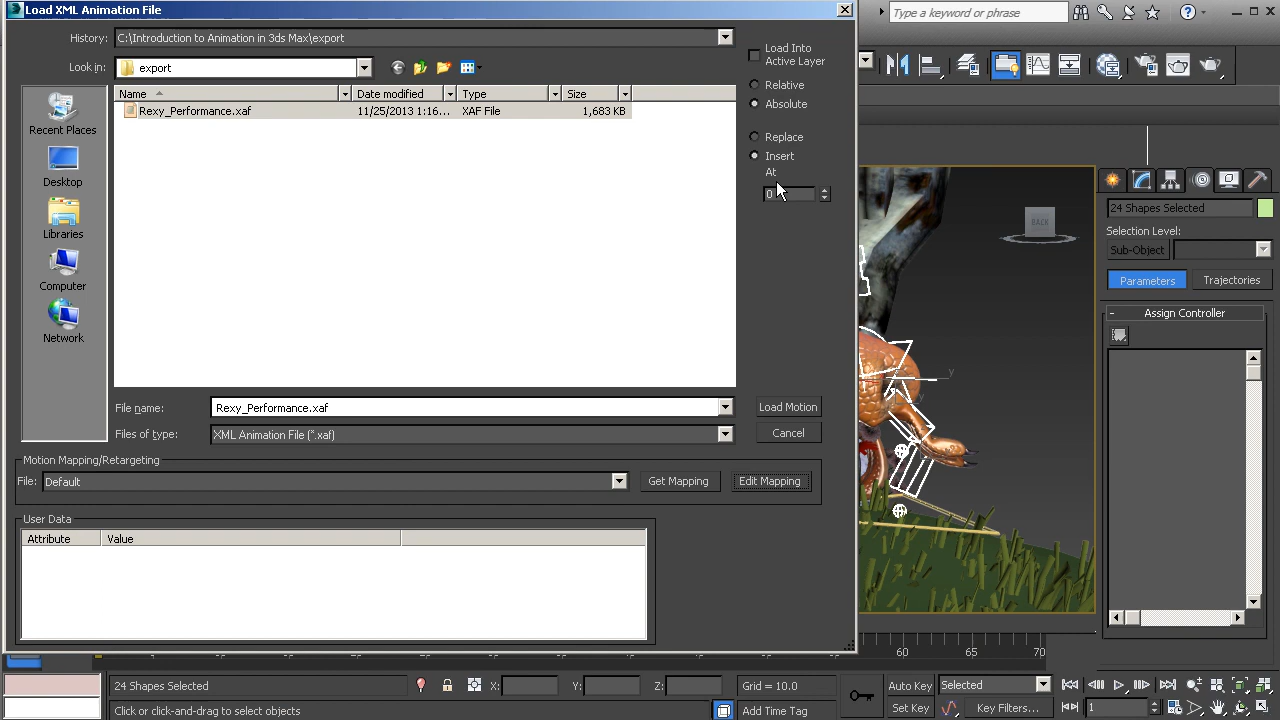 Load XML Animation File
Type a keyword or phrase
History: C:\Introduction to Animation in 3ds Max\export
Look in: export
Load Into
Active Layer
Relative
Absolute
Replace
Insert
At
0
Name Date modified Type Size
Rexy_Performance.xaf 11/25/2013 1:16... XAF File 1,683 KB
Recent Places
Desktop
Libraries
Computer
Network
File name: Rexy_Performance.xaf Load Motion
Files of type: XML Animation File (*.xaf) Cancel
Motion Mapping/Retargeting
File: Default Get Mapping Edit Mapping
User Data
Attribute Value
BACK
y
24 Shapes Selected
Selection Level:
Sub-Object
Parameters Trajectories
- Assign Controller
60 70
24 Shapes Selected X: Y: Z: Grid = 10.0 Auto Key Selected
Click or click-and-drag to select objects Add Time Tag Set Key Key Filters... 1